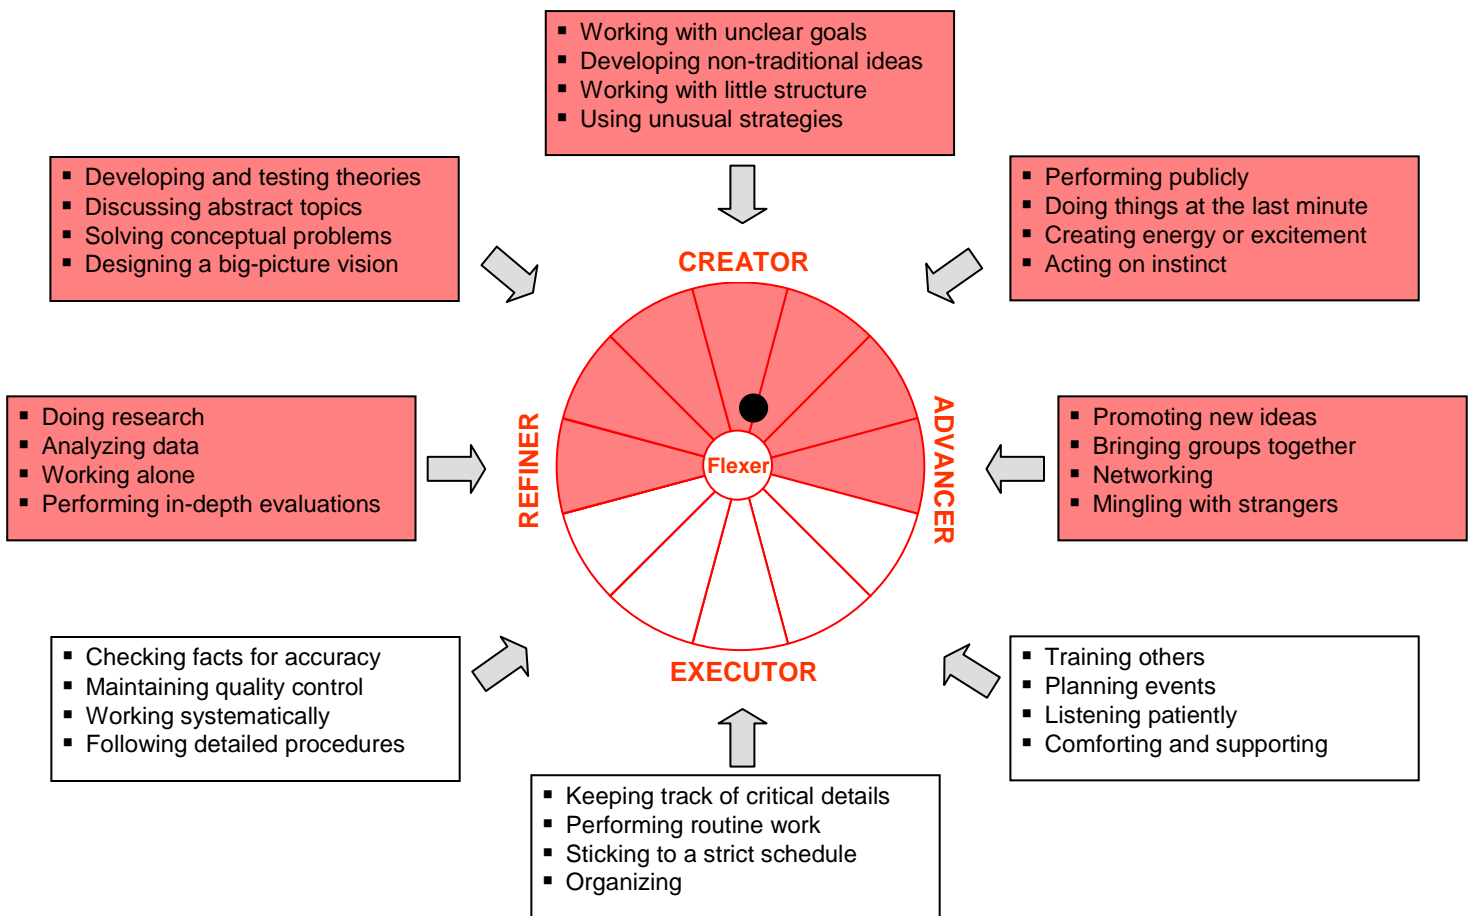 ▪ Working with unclear goals
▪ Developing non-traditional ideas
▪ Working with little structure
▪ Using unusual strategies
▪ Developing and testing theories
▪ Discussing abstract topics
▪ Solving conceptual problems
▪ Designing a big-picture vision
▪ Performing publicly
▪ Doing things at the last minute
▪ Creating energy or excitement
▪ Acting on instinct
CREATOR
▪ Doing research
▪ Analyzing data
▪ Working alone
▪ Performing in-depth evaluations
REFINER
Flexer
ADVANCER
▪ Promoting new ideas
▪ Bringing groups together
▪ Networking
▪ Mingling with strangers
EXECUTOR
▪ Checking facts for accuracy
▪ Maintaining quality control
▪ Working systematically
▪ Following detailed procedures
▪ Training others
▪ Planning events
▪ Listening patiently
▪ Comforting and supporting
▪ Keeping track of critical details
▪ Performing routine work
▪ Sticking to a strict schedule
▪ Organizing